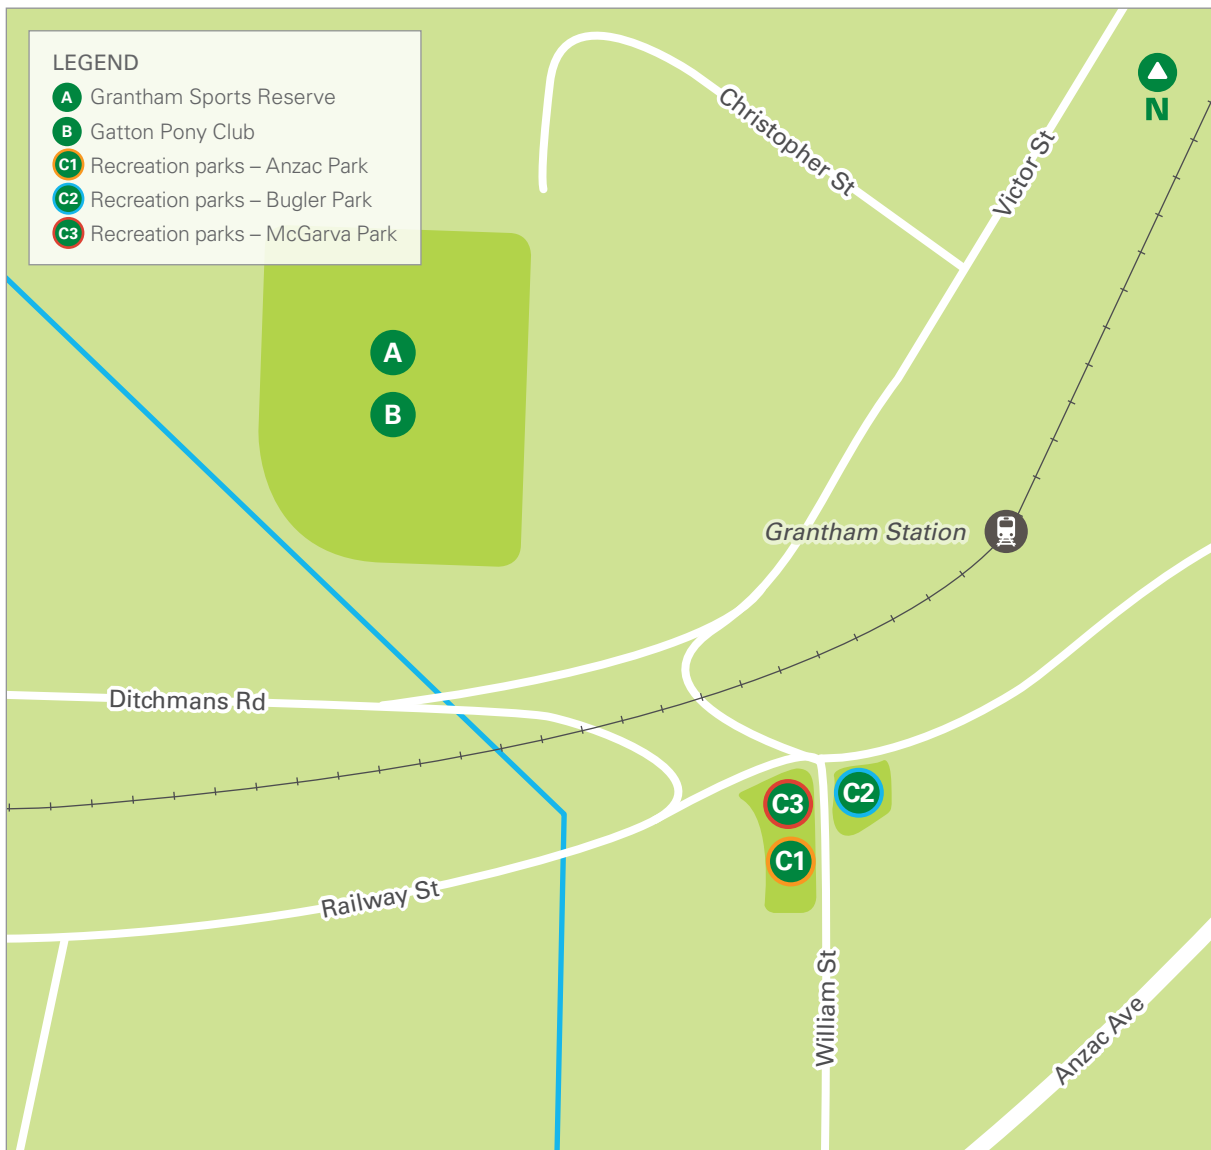 LEGEND
A Grantham Sports Reserve
B Gatton Pony Club
C1 Recreation parks – Anzac Park
C2 Recreation parks – Bugler Park
C3 Recreation parks – McGarva Park
N
Christopher St
Victor St
A
B
Grantham Station
Ditchmans Rd
C2
C3
C1
Railway St
William St
Anzac Ave